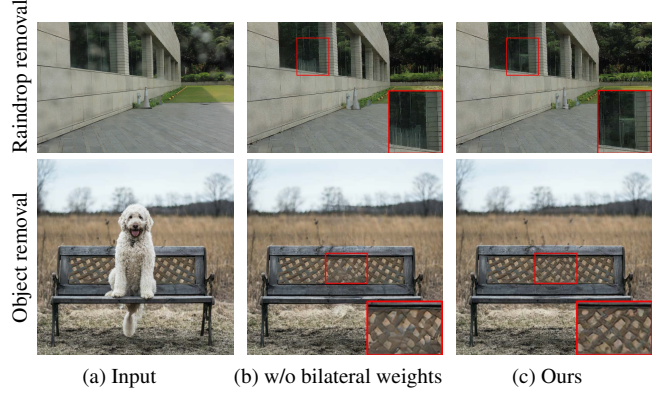 Raindrop removal
Object removal
(a) Input
(b) w/o bilateral weights
(c) Ours